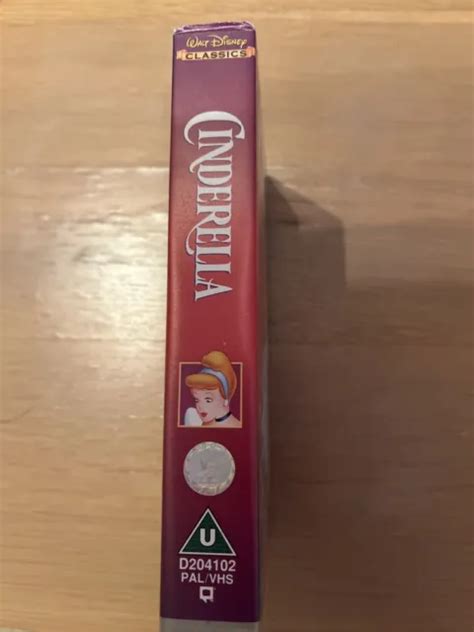 WALT DISNEY
CLASSICS
CINDERELLA
U
D204102
PAL/VHS